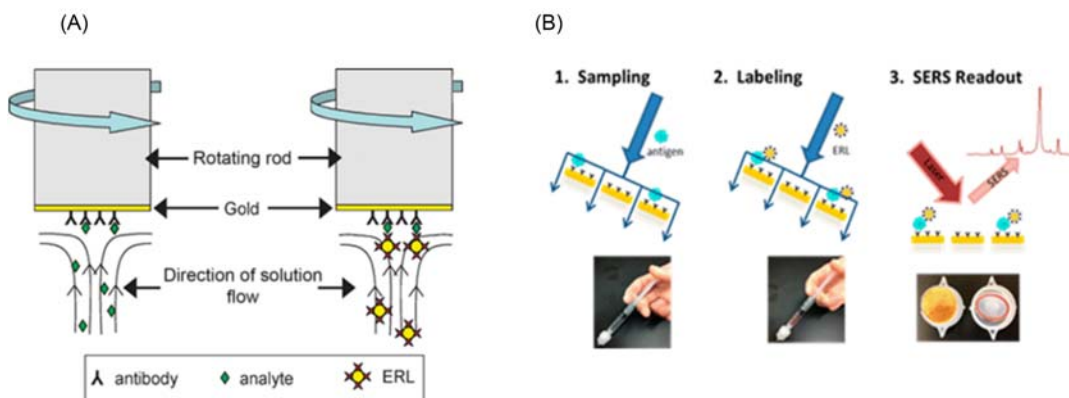 (A)
Rotating rod
Gold
Direction of solution
flow
antibody
analyte
ERL
(B)
1. Sampling
antigen
2. Labeling
ERL
3. SERS Readout
Laser
SERS